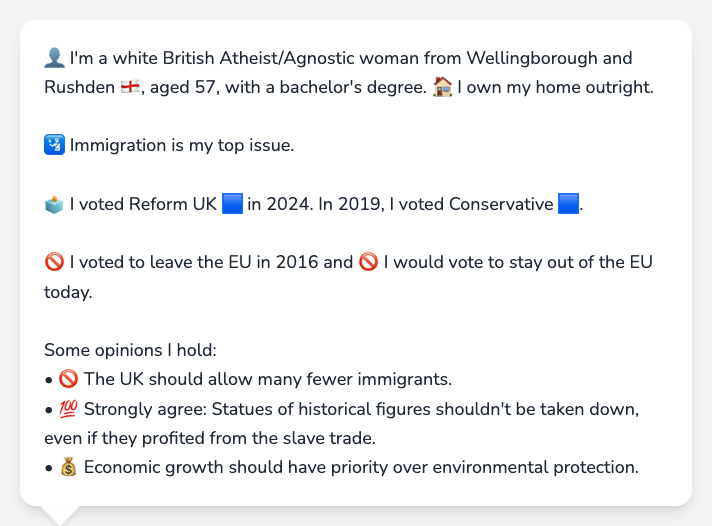 👤 I'm a white British Atheist/Agnostic woman from Wellingborough and
Rushden 🏴󠁧󠁢󠁥󠁮󠁧󠁿, aged 57, with a bachelor's degree. 🏠 I own my home outright.
🛂 Immigration is my top issue.
🗳️ I voted Reform UK 🟦 in 2024. In 2019, I voted Conservative 🟦.
🚫 I voted to leave the EU in 2016 and 🚫 I would vote to stay out of the EU
today.
Some opinions I hold:
• 🚫 The UK should allow many fewer immigrants.
• 💯 Strongly agree: Statues of historical figures shouldn't be taken down,
even if they profited from the slave trade.
• 💰 Economic growth should have priority over environmental protection.